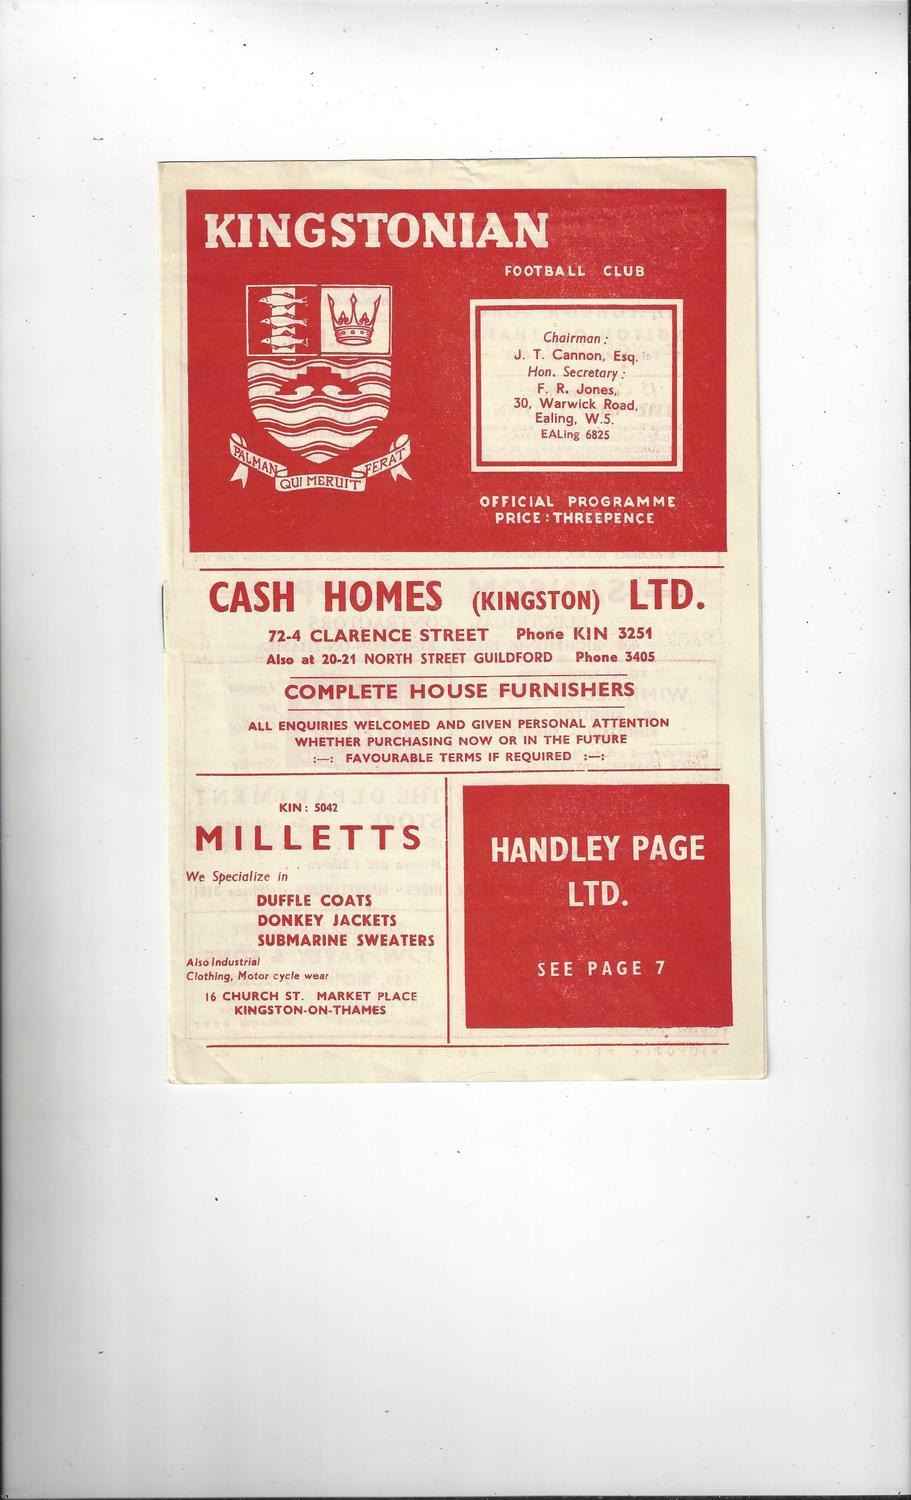 KINGSTONIAN
FOOTBALL CLUB
Chairman :
J. T. Cannon, Esq.
Hon. Secretary :
F. R. Jones,
30, Warwick Road,
Ealing, W.5.
EALing 6825
PALMAN QUI MERUIT FERAT
OFFICIAL PROGRAMME
PRICE : THREEPENCE
CASH HOMES (KINGSTON) LTD.
72-4 CLARENCE STREET Phone KIN 3251
Also at 20-21 NORTH STREET GUILDFORD Phone 3405
COMPLETE HOUSE FURNISHERS
ALL ENQUIRIES WELCOMED AND GIVEN PERSONAL ATTENTION
WHETHER PURCHASING NOW OR IN THE FUTURE
:—: FAVOURABLE TERMS IF REQUIRED :—:
KIN : 5042
MILLETTS
We Specialize in
DUFFLE COATS
DONKEY JACKETS
SUBMARINE SWEATERS
Also Industrial
Clothing, Motor cycle wear
16 CHURCH ST. MARKET PLACE
KINGSTON-ON-THAMES
HANDLEY PAGE
LTD.
SEE PAGE 7